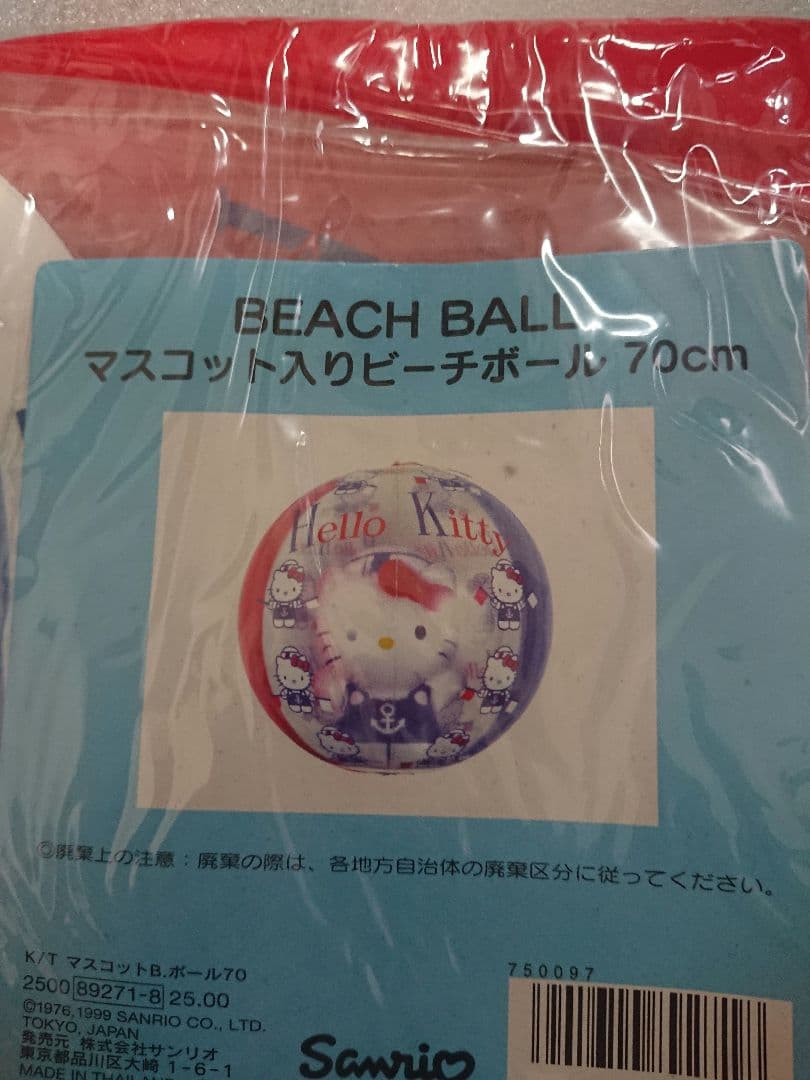 BEACH BALL
マスコット入りビーチボール 70cm
Hello Kitty
◎廃棄上の注意：廃棄の際は、各地方自治体の廃棄区分に従ってください。
K/T マスコットB.ボール70
2500 89271-8 25.00
©1976,1999 SANRIO CO., LTD.
TOKYO, JAPAN
発売元 株式会社サンリオ
東京都品川区大崎 1-6-1
MADE IN THAILAND
750097
Sanrio